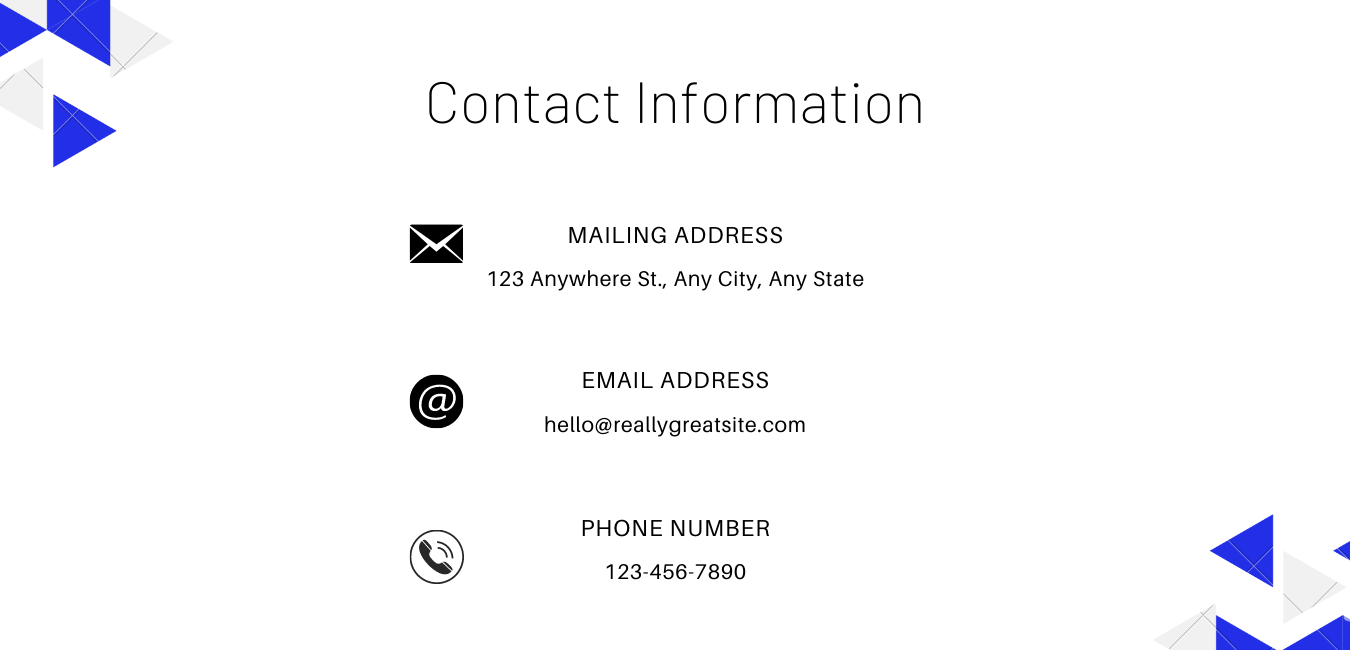 Contact Information
MAILING ADDRESS
123 Anywhere St., Any City, Any State
EMAIL ADDRESS
hello@reallygreatsite.com
PHONE NUMBER
123-456-7890